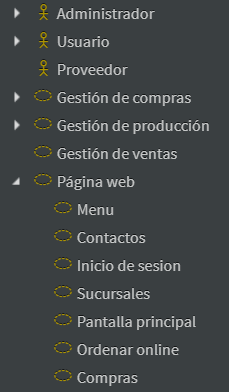 Administrador
Usuario
Proveedor
Gestión de compras
Gestión de producción
Gestión de ventas
Página web
Menu
Contactos
Inicio de sesion
Sucursales
Pantalla principal
Ordenar online
Compras